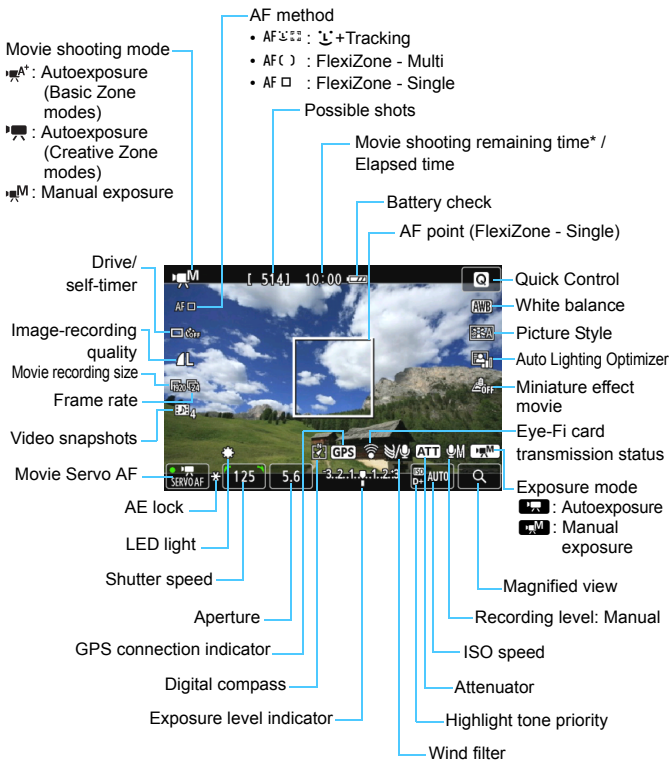 AF method
• AF : +Tracking
• AF( ) : FlexiZone - Multi
• AF □ : FlexiZone - Single
Movie shooting mode
A+ : Autoexposure
(Basic Zone
modes)
: Autoexposure
(Creative Zone
modes)
M : Manual exposure
Possible shots
Movie shooting remaining time* /
Elapsed time
Battery check
AF point (FlexiZone - Single)
Drive/
self-timer
Image-recording
quality
Movie recording size
Frame rate
Video snapshots
Movie Servo AF
M [ 514] 10:00 Q
AF □ AWB
OFF A
L
1920 24 OFF
4
N GPS ATT M M
SERVO AF * 125 5.6 3..2..1..1..2..3 ISO D+ AUTO
Quick Control
White balance
Picture Style
Auto Lighting Optimizer
Miniature effect
movie
Eye-Fi card
transmission status
Exposure mode
: Autoexposure
M : Manual
exposure
AE lock
LED light
Shutter speed
Aperture
GPS connection indicator
Digital compass
Exposure level indicator
Magnified view
Recording level: Manual
ISO speed
Attenuator
Highlight tone priority
Wind filter